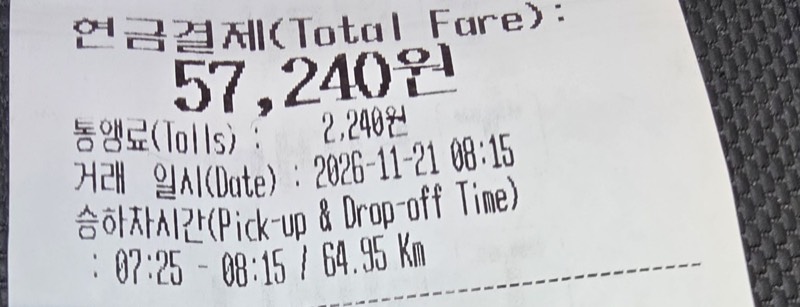 현금결제(Total Fare):
57,240원
통행료(Tolls) : 2,240원
거래 일시(Date) : 2026-11-21 08:15
승하차시간(Pick-up & Drop-off Time)
: 07:25 - 08:15 / 64.95 Km